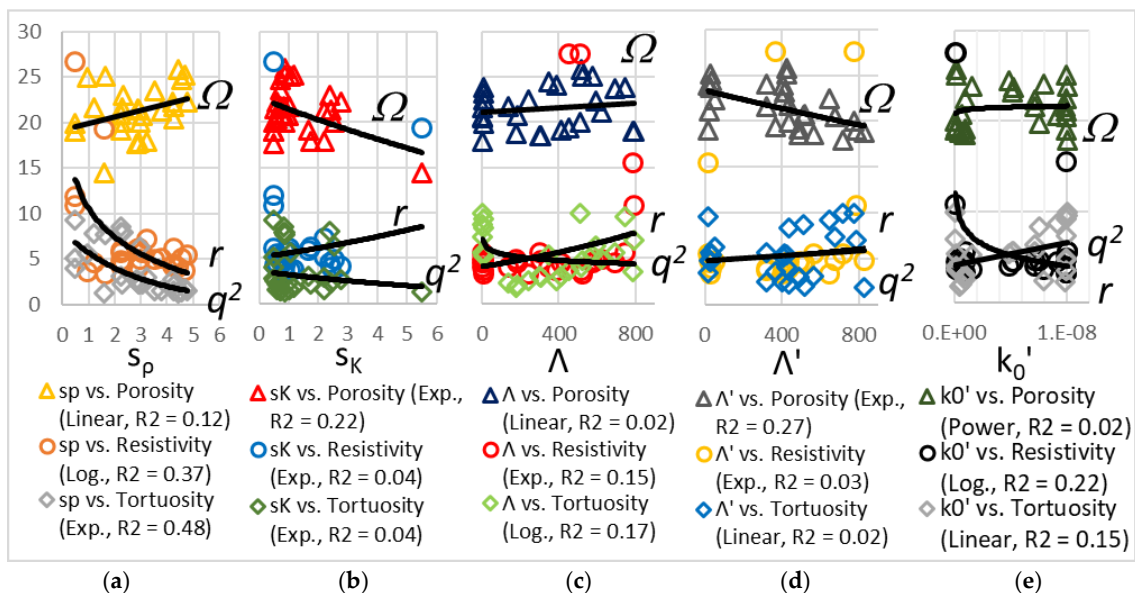 30
25
20
15
10
5
0
Ω
r
q²
0 1 2 3 4 5
sρ
Ω
r
q²
0 1 2 3 4 5 6
sK
Ω
r
q²
0 400 800
Λ
Ω
r
q²
0 400 800
Λ'
Ω
q²
r
0.E+00 1.E-08
k₀'
sp vs. Porosity
(Linear, R2 = 0.12)
sp vs. Resistivity
(Log., R2 = 0.37)
sp vs. Tortuosity
(Exp., R2 = 0.48)
sK vs. Porosity (Exp.,
R2 = 0.22)
sK vs. Resistivity
(Exp., R2 = 0.04)
sK vs. Tortuosity
(Exp., R2 = 0.04)
Λ vs. Porosity
(Linear, R2 = 0.02)
Λ vs. Resistivity
(Exp., R2 = 0.15)
Λ vs. Tortuosity
(Log., R2 = 0.17)
Λ' vs. Porosity (Exp.,
R2 = 0.27)
Λ' vs. Resistivity
(Exp., R2 = 0.03)
Λ' vs. Tortuosity
(Linear, R2 = 0.02)
k0' vs. Porosity
(Power, R2 = 0.02)
k0' vs. Resistivity
(Log., R2 = 0.22)
k0' vs. Tortuosity
(Linear, R2 = 0.15)
(a) (b) (c) (d) (e)